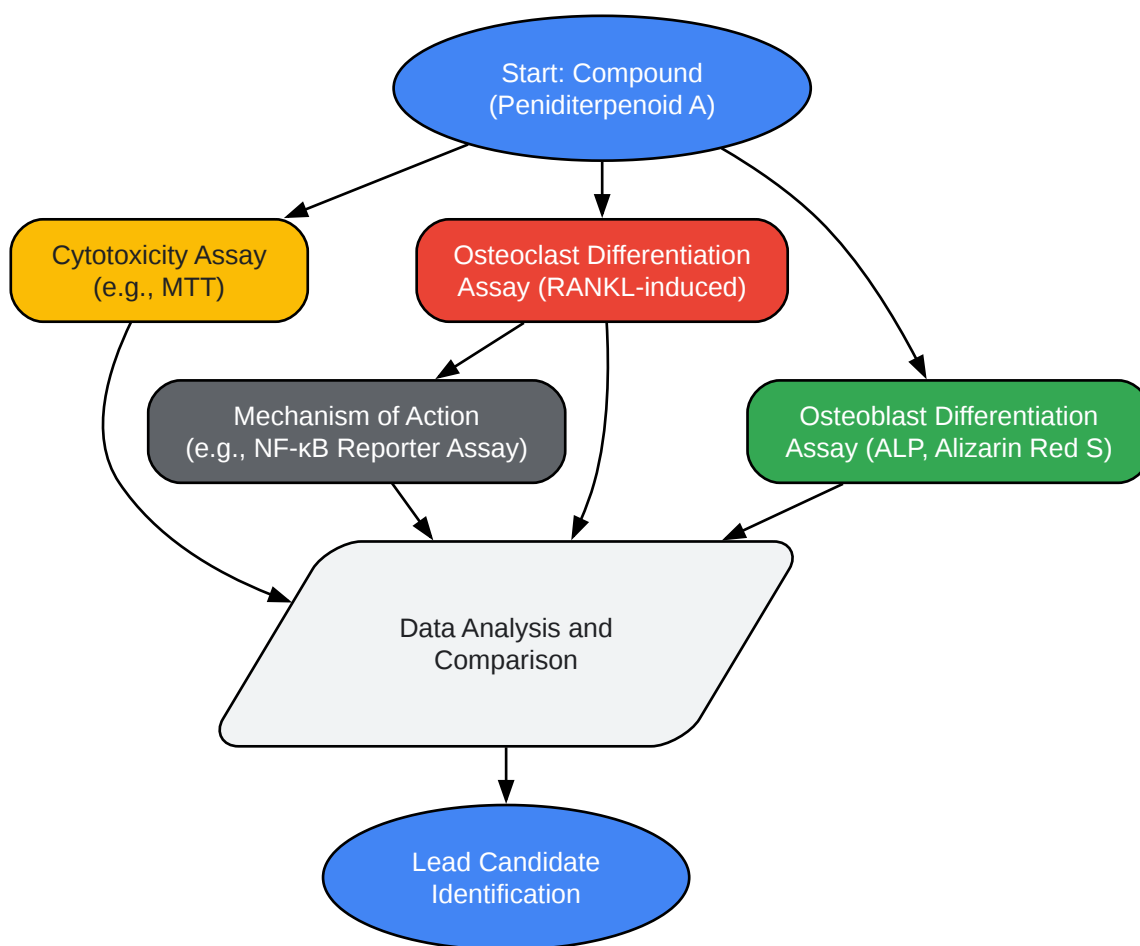 Start: Compound
(Peniditerpenoid A)
Cytotoxicity Assay
(e.g., MTT)
Osteoclast Differentiation
Assay (RANKL-induced)
Mechanism of Action
(e.g., NF-κB Reporter Assay)
Osteoblast Differentiation
Assay (ALP, Alizarin Red S)
Data Analysis and
Comparison
Lead Candidate
Identification